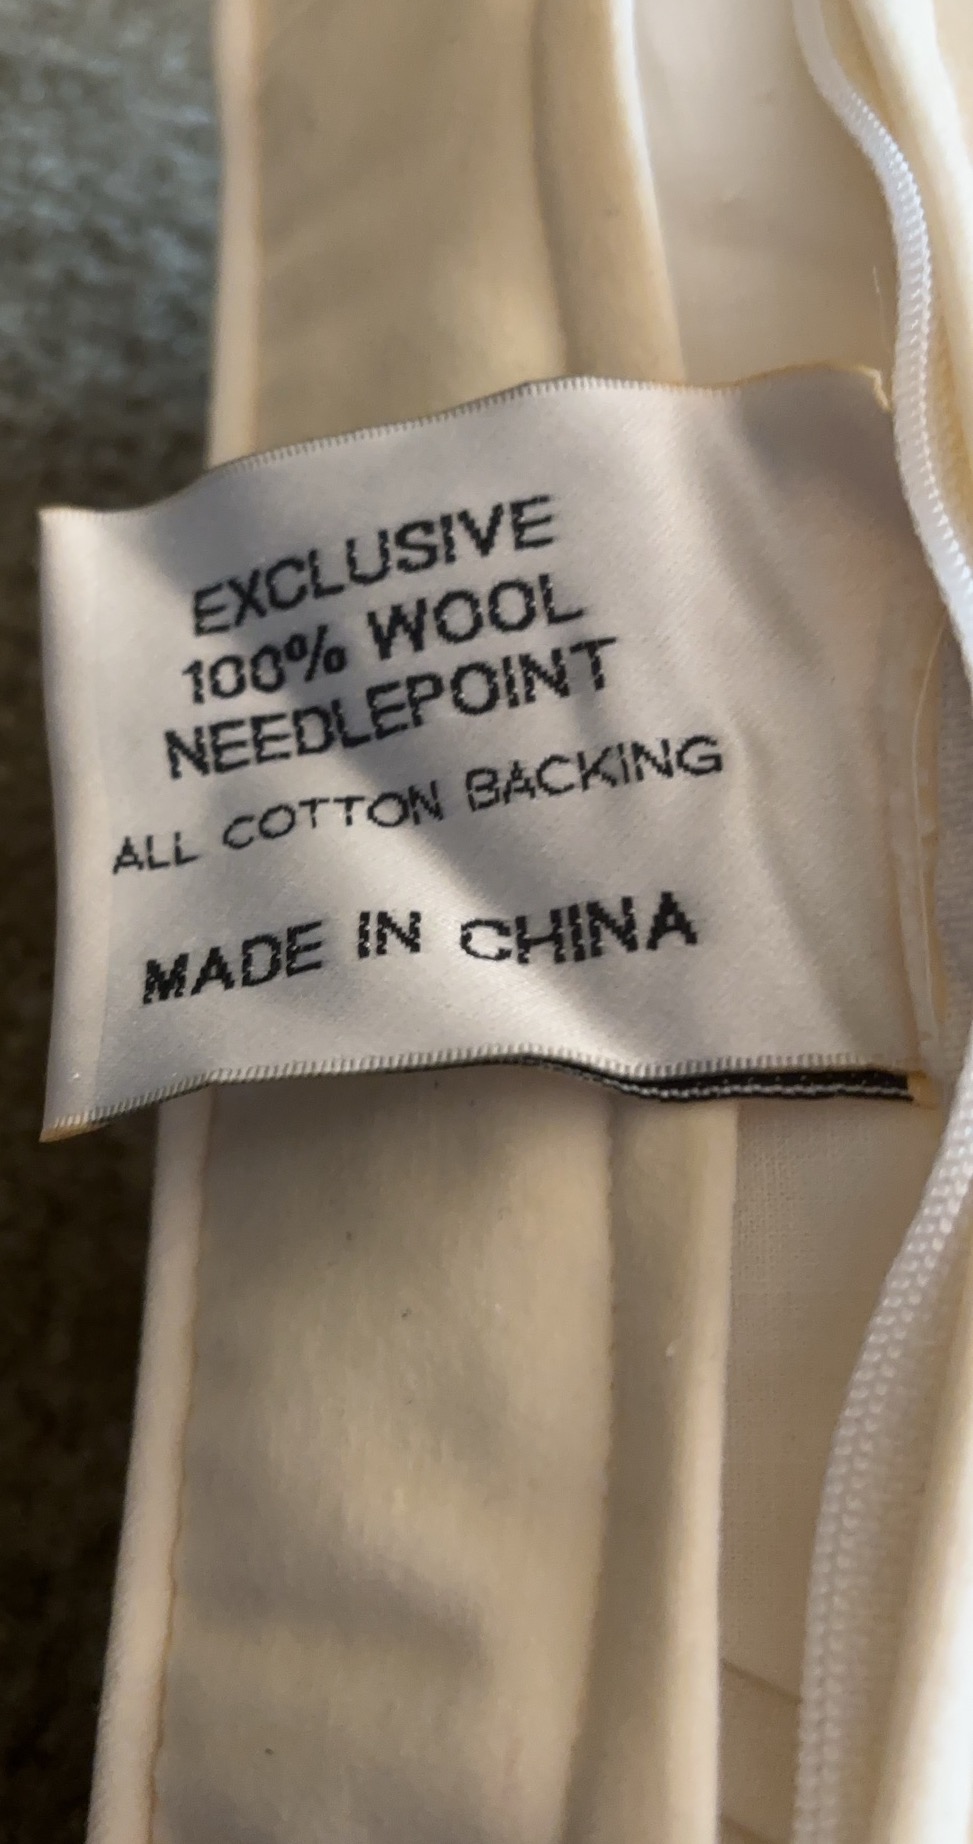 EXCLUSIVE
100% WOOL
NEEDLEPOINT
ALL COTTON BACKING
MADE IN CHINA